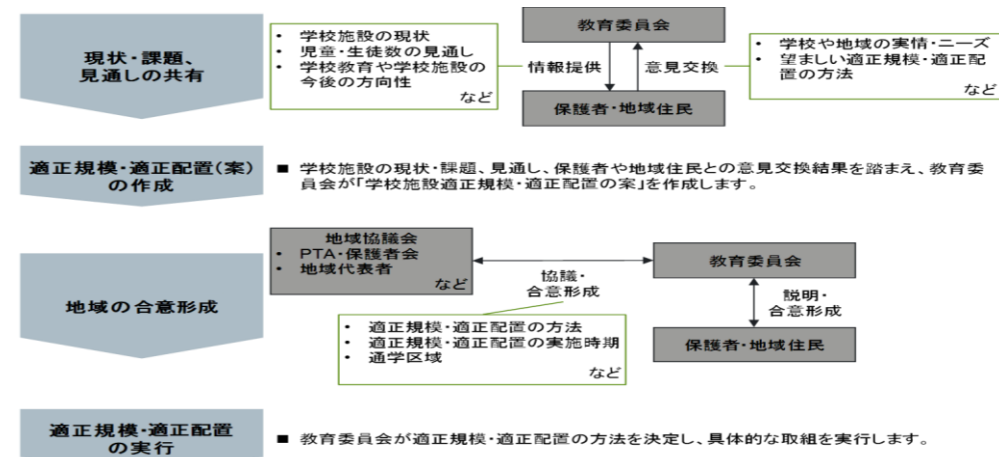 現状・課題、
見通しの共有
・ 学校施設の現状
・ 児童・生徒数の見通し
・ 学校教育や学校施設の
今後の方向性
など
教育委員会
情報提供
意見交換
保護者・地域住民
・ 学校や地域の実情・ニーズ
・ 望ましい適正規模・適正配
置の方法
など
適正規模・適正配置(案)
の作成
■ 学校施設の現状・課題、見通し、保護者や地域住民との意見交換結果を踏まえ、教育委
員会が「学校施設適正規模・適正配置の案」を作成します。
地域の合意形成
地域協議会
・ PTA・保護者会
・ 地域代表者
など
協議・
合意形成
教育委員会
説明・
合意形成
保護者・地域住民
・ 適正規模・適正配置の方法
・ 適正規模・適正配置の実施時期
・ 通学区域
など
適正規模・適正配置
の実行
■ 教育委員会が適正規模・適正配置の方法を決定し、具体的な取組を実行します。